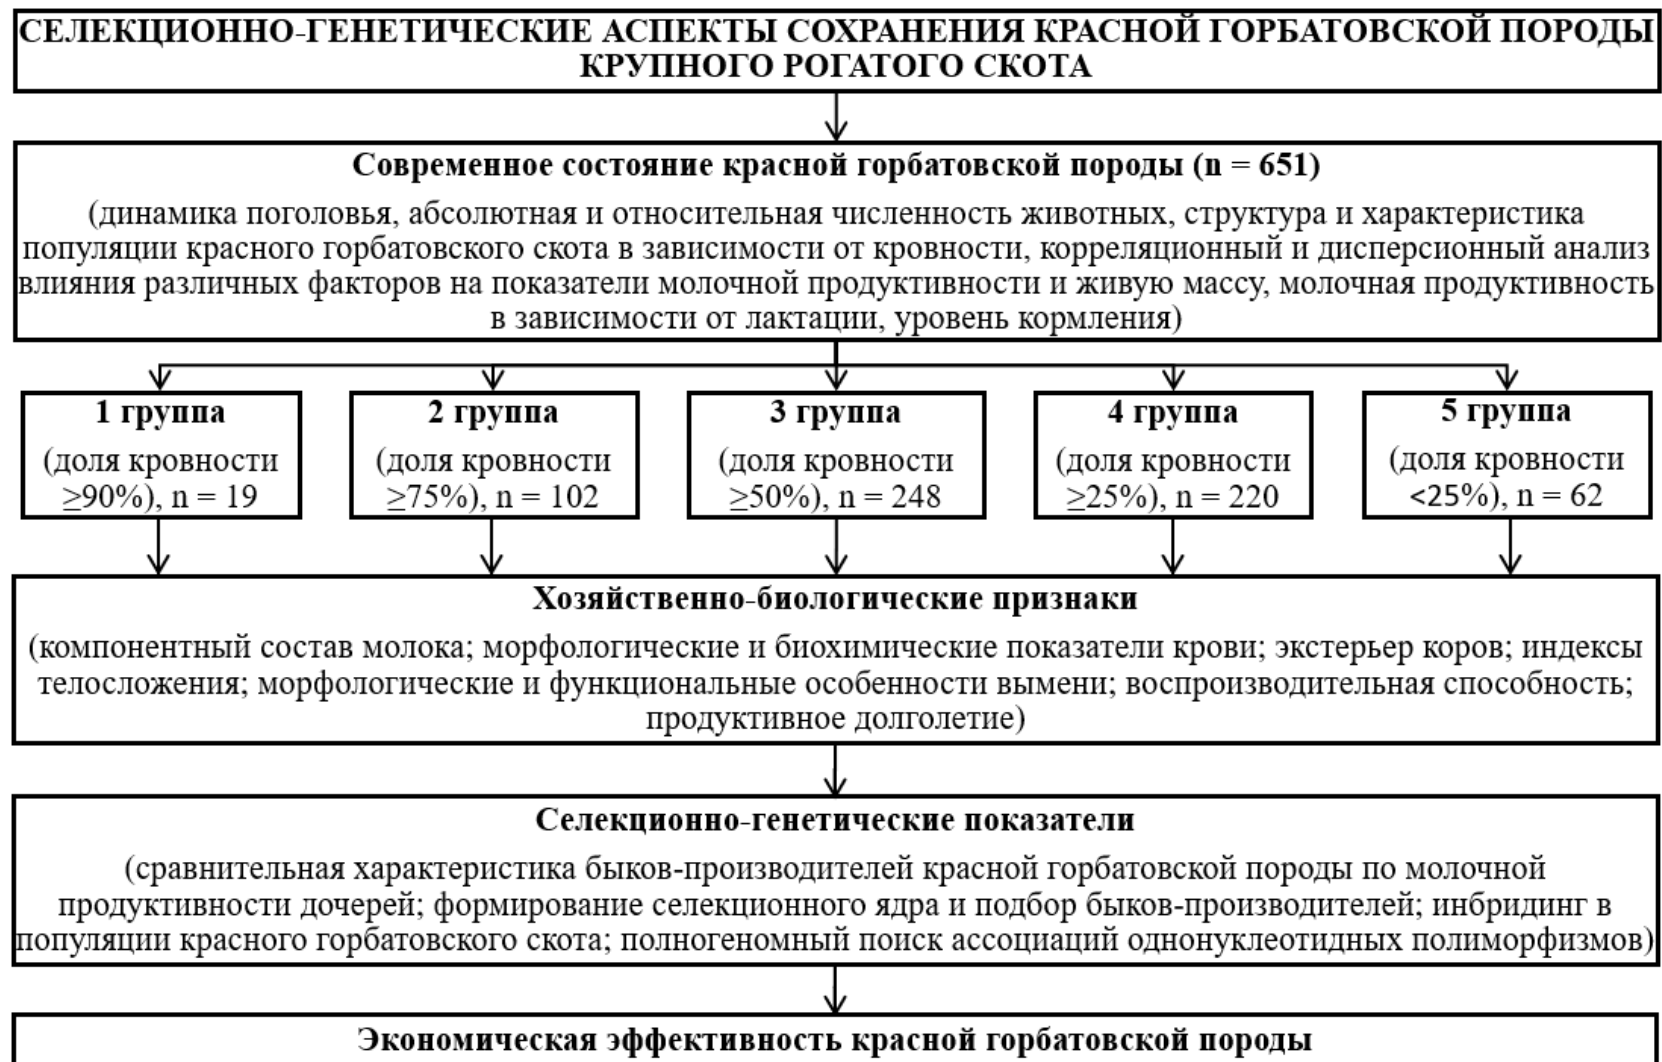 СЕЛЕКЦИОННО-ГЕНЕТИЧЕСКИЕ АСПЕКТЫ СОХРАНЕНИЯ КРАСНОЙ ГОРБАТОВСКОЙ ПОРОДЫ
КРУПНОГО РОГАТОГО СКОТА
Современное состояние красной горбатовской породы (n = 651)
(динамика поголовья, абсолютная и относительная численность животных, структура и характеристика
популяции красного горбатовского скота в зависимости от кровности, корреляционный и дисперсионный анализ
влияния различных факторов на показатели молочной продуктивности и живую массу, молочная продуктивность
в зависимости от лактации, уровень кормления)
1 группа
(доля кровности
≥90%), n = 19
2 группа
(доля кровности
≥75%), n = 102
3 группа
(доля кровности
≥50%), n = 248
4 группа
(доля кровности
≥25%), n = 220
5 группа
(доля кровности
<25%), n = 62
Хозяйственно-биологические признаки
(компонентный состав молока; морфологические и биохимические показатели крови; экстерьер коров; индексы
телосложения; морфологические и функциональные особенности вымени; воспроизводительная способность;
продуктивное долголетие)
Селекционно-генетические показатели
(сравнительная характеристика быков-производителей красной горбатовской породы по молочной
продуктивности дочерей; формирование селекционного ядра и подбор быков-производителей; инбридинг в
популяции красного горбатовского скота; полногеномный поиск ассоциаций однонуклеотидных полиморфизмов)
Экономическая эффективность красной горбатовской породы